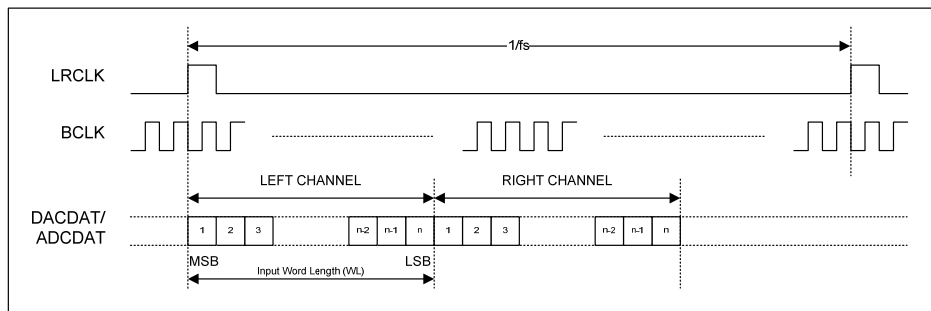 1/fs
LRCLK
BCLK
LEFT CHANNEL RIGHT CHANNEL
DACDAT/
ADCDAT
1 2 3 n-2 n-1 n 1 2 3 n-2 n-1 n
MSB LSB
Input Word Length (WL)